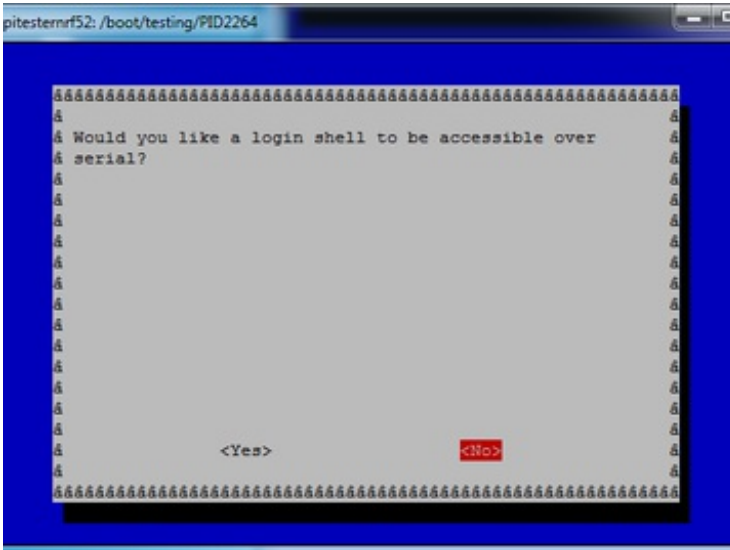 pitesternrf52: /boot/testing/PID2264
Would you like a login shell to be accessible over
serial?
<Yes> <No>